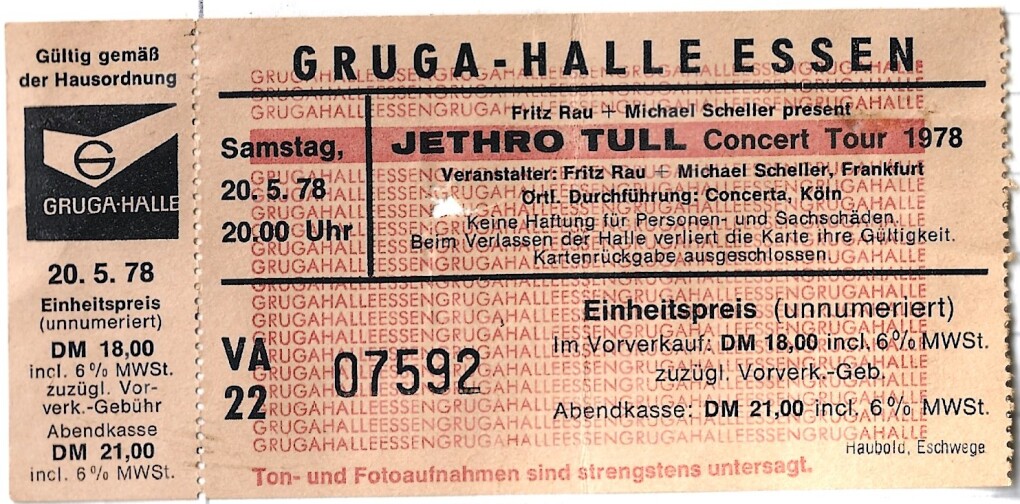 Gültig gemäß
der Hausordnung
G
GRUGA-HALLE
20. 5. 78
Einheitspreis
(unnumeriert)
DM 18,00
incl. 6% MWSt.
zuzügl. Vor-
verk.-Gebühr
Abendkasse
DM 21,00
incl. 6% MWSt.
GRUGA-HALLE ESSEN
Samstag,
20. 5. 78
20.00 Uhr
Fritz Rau + Michael Scheller present
JETHRO TULL Concert Tour 1978
Veranstalter: Fritz Rau + Michael Scheller, Frankfurt
Örtl. Durchführung: Concerta, Köln
Keine Haftung für Personen- und Sachschäden.
Beim Verlassen der Halle verliert die Karte ihre Gültigkeit.
Kartenrückgabe ausgeschlossen.
VA
22
07592
Einheitspreis (unnumeriert)
Im Vorverkauf: DM 18,00 incl. 6% MWSt.
zuzügl. Vorverk.-Geb.
Abendkasse: DM 21,00 incl. 6% MWSt.
Haubold, Eschwege
Ton- und Fotoaufnahmen sind strengstens untersagt.